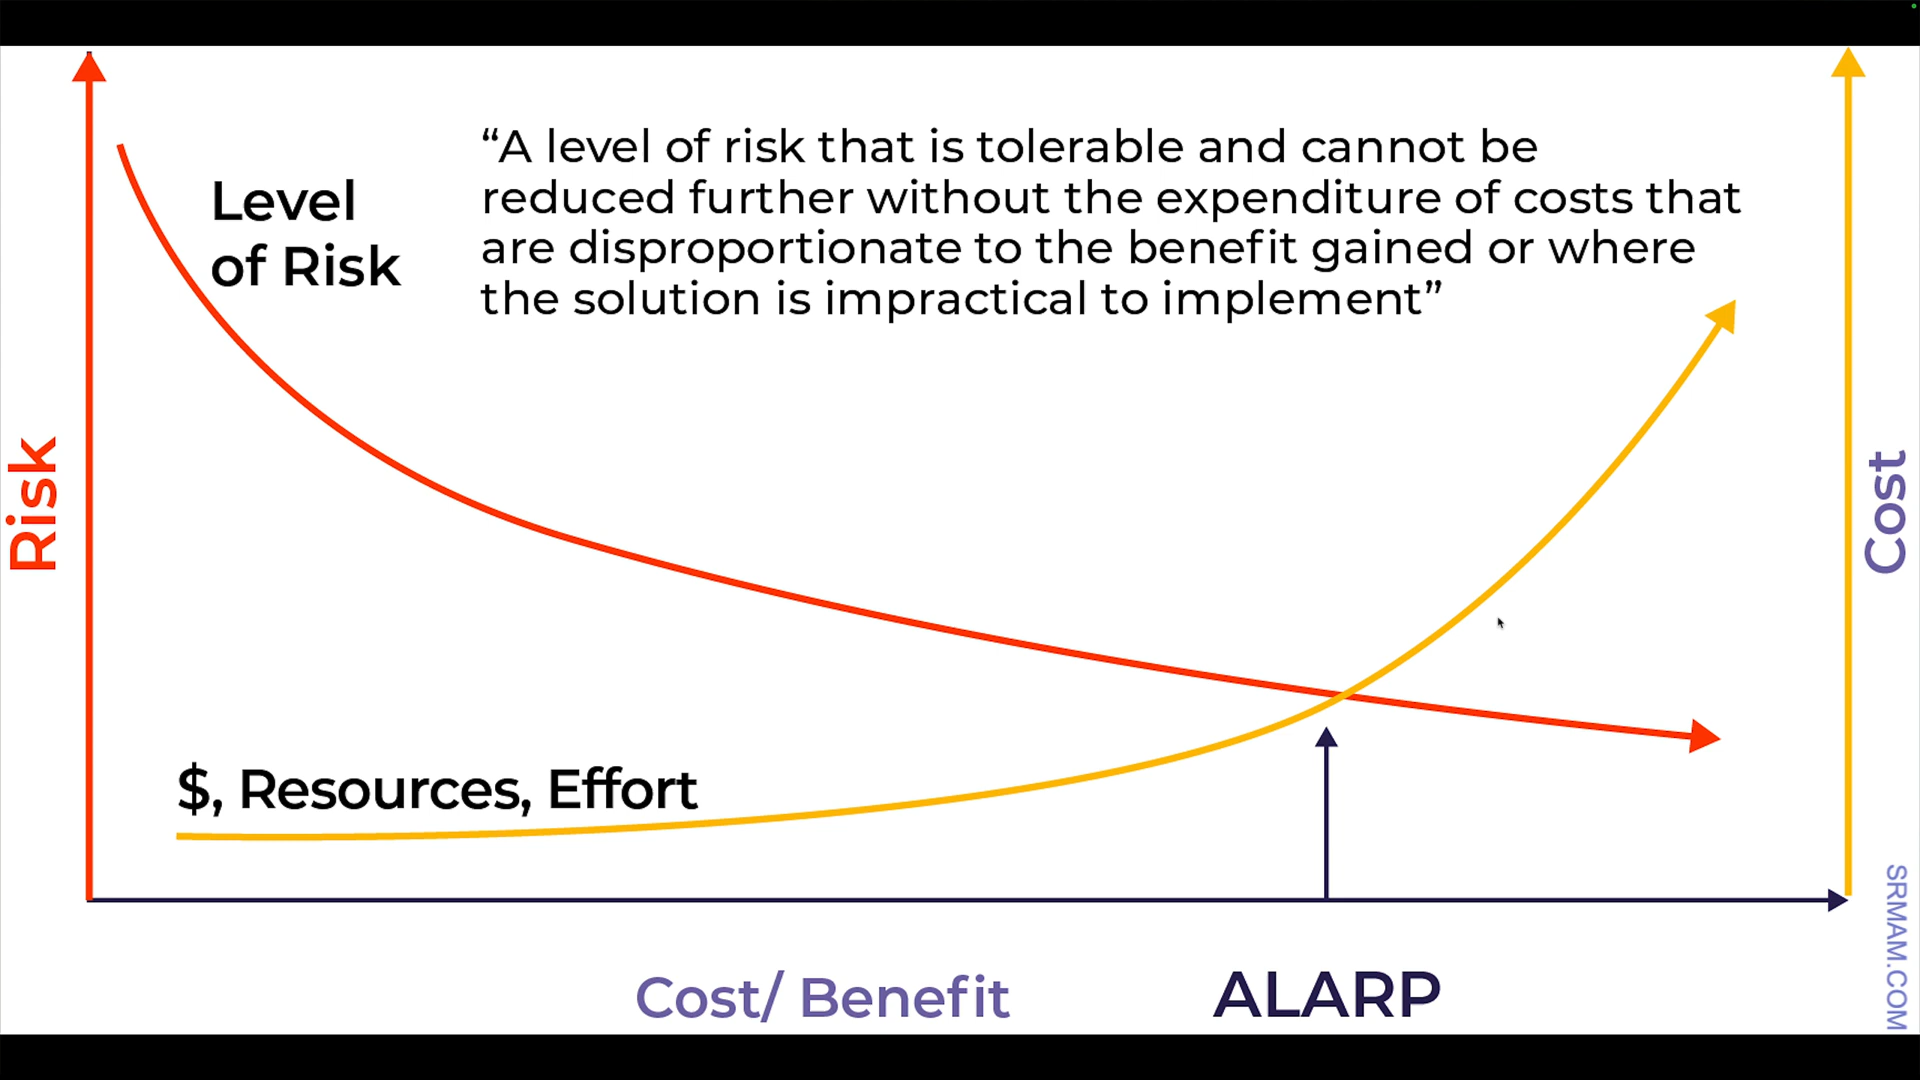 Level
of Risk
“A level of risk that is tolerable and cannot be
reduced further without the expenditure of costs that
are disproportionate to the benefit gained or where
the solution is impractical to implement”
Risk
Cost
$, Resources, Effort
Cost/ Benefit
ALARP
SRMAM.COM